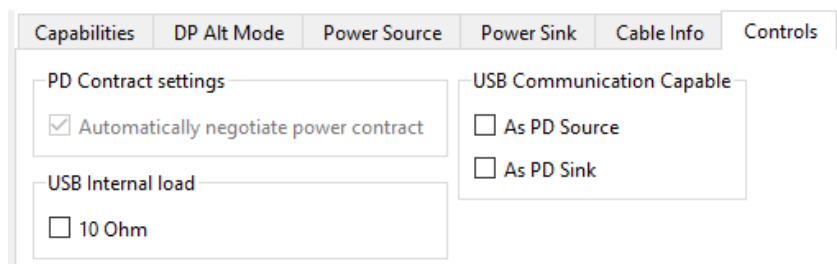 Capabilities DP Alt Mode Power Source Power Sink Cable Info Controls
PD Contract settings
Automatically negotiate power contract
USB Internal load
10 Ohm
USB Communication Capable
As PD Source
As PD Sink